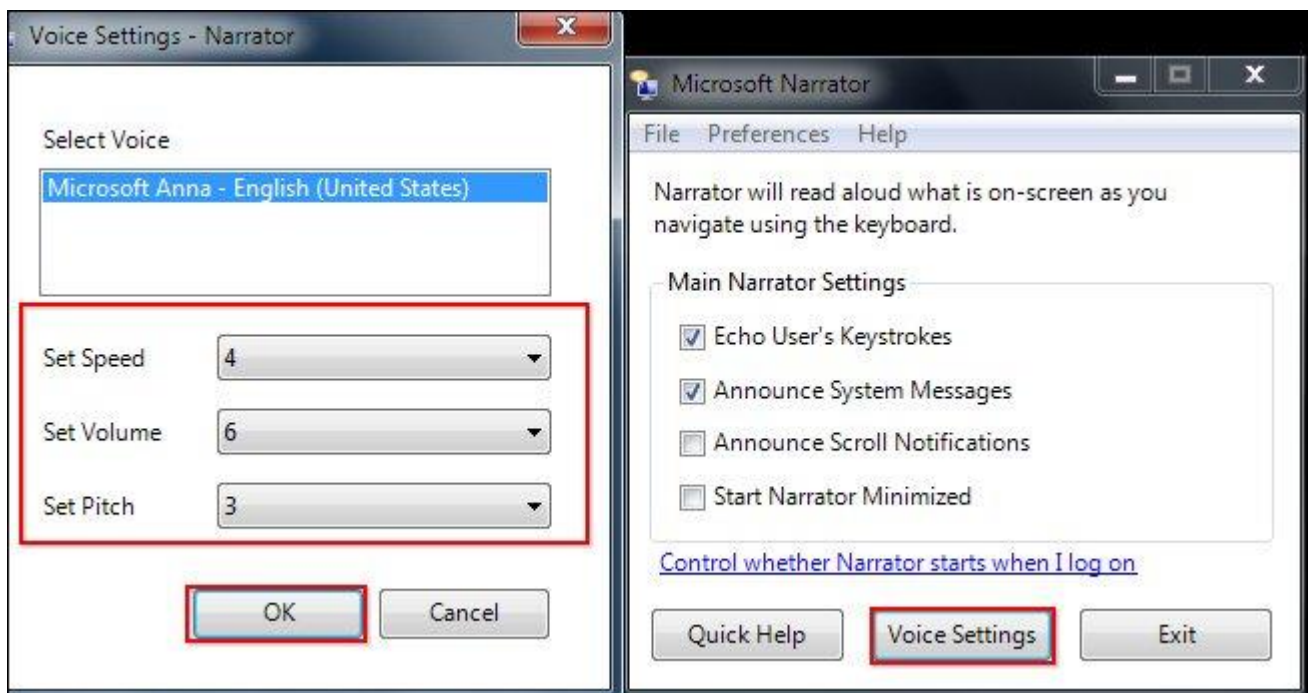 Voice Settings - Narrator
Select Voice
Microsoft Anna - English (United States)
Set Speed 4
Set Volume 6
Set Pitch 3
OK Cancel
Microsoft Narrator
File Preferences Help
Narrator will read aloud what is on-screen as you
navigate using the keyboard.
Main Narrator Settings
Echo User's Keystrokes
Announce System Messages
Announce Scroll Notifications
Start Narrator Minimized
Control whether Narrator starts when I log on
Quick Help Voice Settings Exit